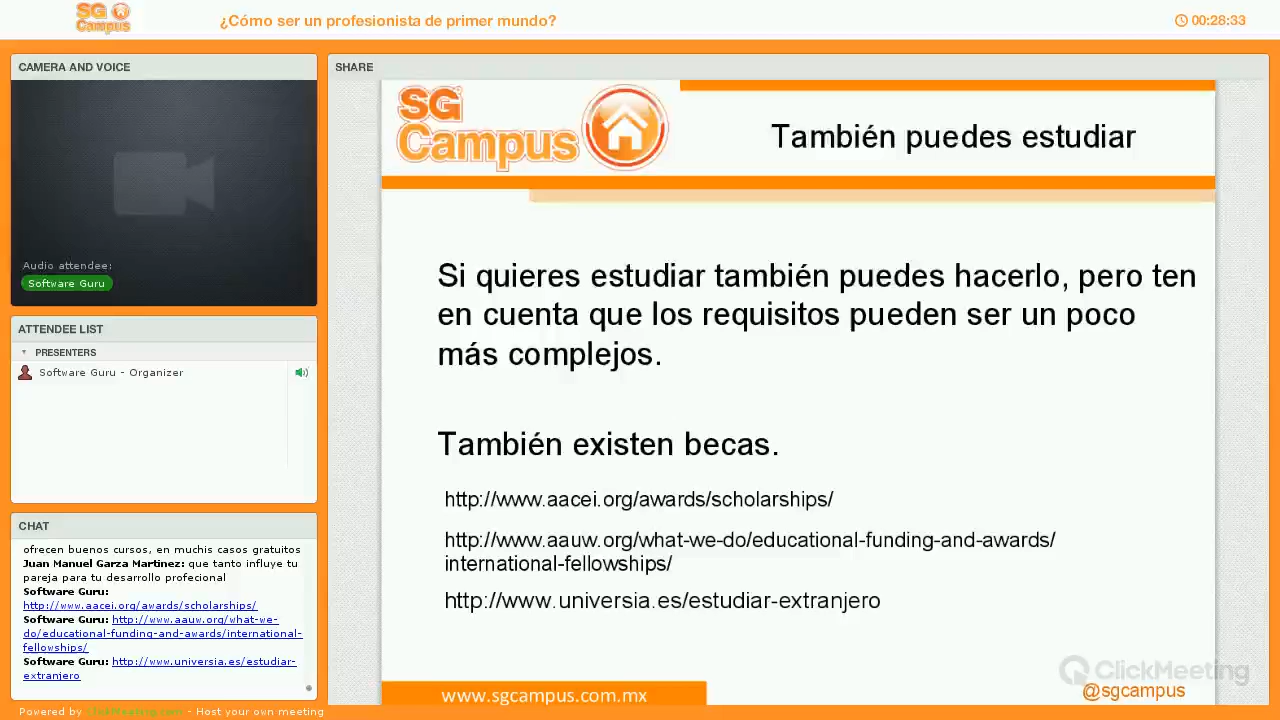 SG
Campus
¿Cómo ser un profesionista de primer mundo?
00:28:33
CAMERA AND VOICE
Audio attendee:
Software Guru
ATTENDEE LIST
PRESENTERS
Software Guru - Organizer
CHAT
ofrecen buenos cursos, en muchis casos gratuitos
Juan Manuel Garza Martinez: que tanto influye tu
pareja para tu desarrollo profecional
Software Guru:
http://www.aacei.org/awards/scholarships/
Software Guru: http://www.aauw.org/what-we-
do/educational-funding-and-awards/international-
fellowships/
Software Guru: http://www.universia.es/estudiar-
extranjero
SHARE
SG
Campus
También puedes estudiar
Si quieres estudiar también puedes hacerlo, pero ten
en cuenta que los requisitos pueden ser un poco
más complejos.
También existen becas.
http://www.aacei.org/awards/scholarships/
http://www.aauw.org/what-we-do/educational-funding-and-awards/
international-fellowships/
http://www.universia.es/estudiar-extranjero
ClickMeeting
www.sgcampus.com.mx
@sgcampus
Powered by ClickMeeting.com - Host your own meeting